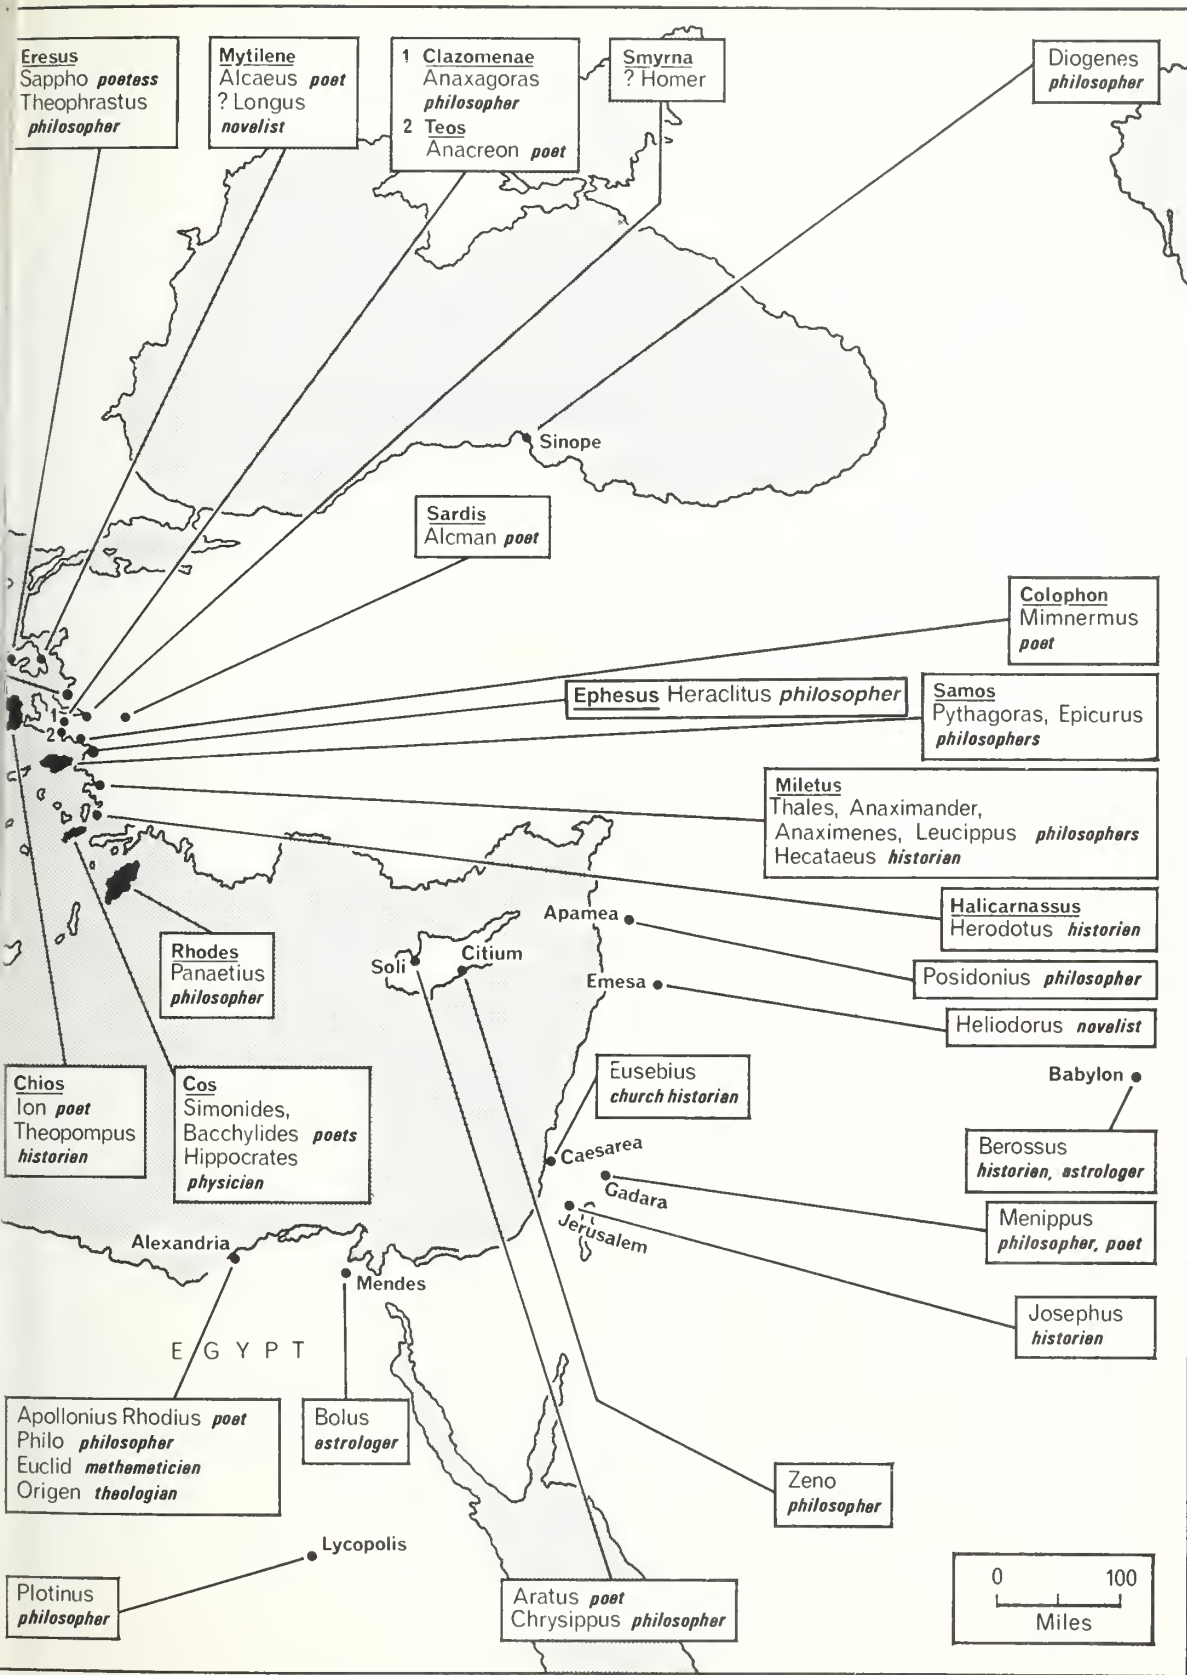 Eresus
Sappho poetess
Theophrastus
philosopher
Mytilene
Alcaeus poet
? Longus
novelist
1 Clazomenae
Anaxagoras
philosopher
2 Teos
Anacreon poet
Smyrna
? Homer
Diogenes
philosopher
Sinope
Sardis
Alcman poet
Colophon
Mimnermus
poet
Ephesus Heraclitus philosopher
Samos
Pythagoras, Epicurus
philosophers
1
2
Miletus
Thales, Anaximander,
Anaximenes, Leucippus philosophers
Hecataeus historian
Halicarnassus
Herodotus historian
Apamea
Posidonius philosopher
Rhodes
Panaetius
philosopher
Soli
Citium
Emesa
Heliodorus novelist
Chios
Ion poet
Theopompus
historian
Cos
Simonides,
Bacchylides poets
Hippocrates
physician
Eusebius
church historian
Babylon
Berossus
historian, astrologer
Caesarea
Gadara
Jerusalem
Menippus
philosopher, poet
Josephus
historian
Alexandria
Mendes
EGYPT
Apollonius Rhodius poet
Philo philosopher
Euclid mathematician
Origen theologian
Bolus
astrologer
Zeno
philosopher
Lycopolis
Plotinus
philosopher
Aratus poet
Chrysippus philosopher
0 100
Miles